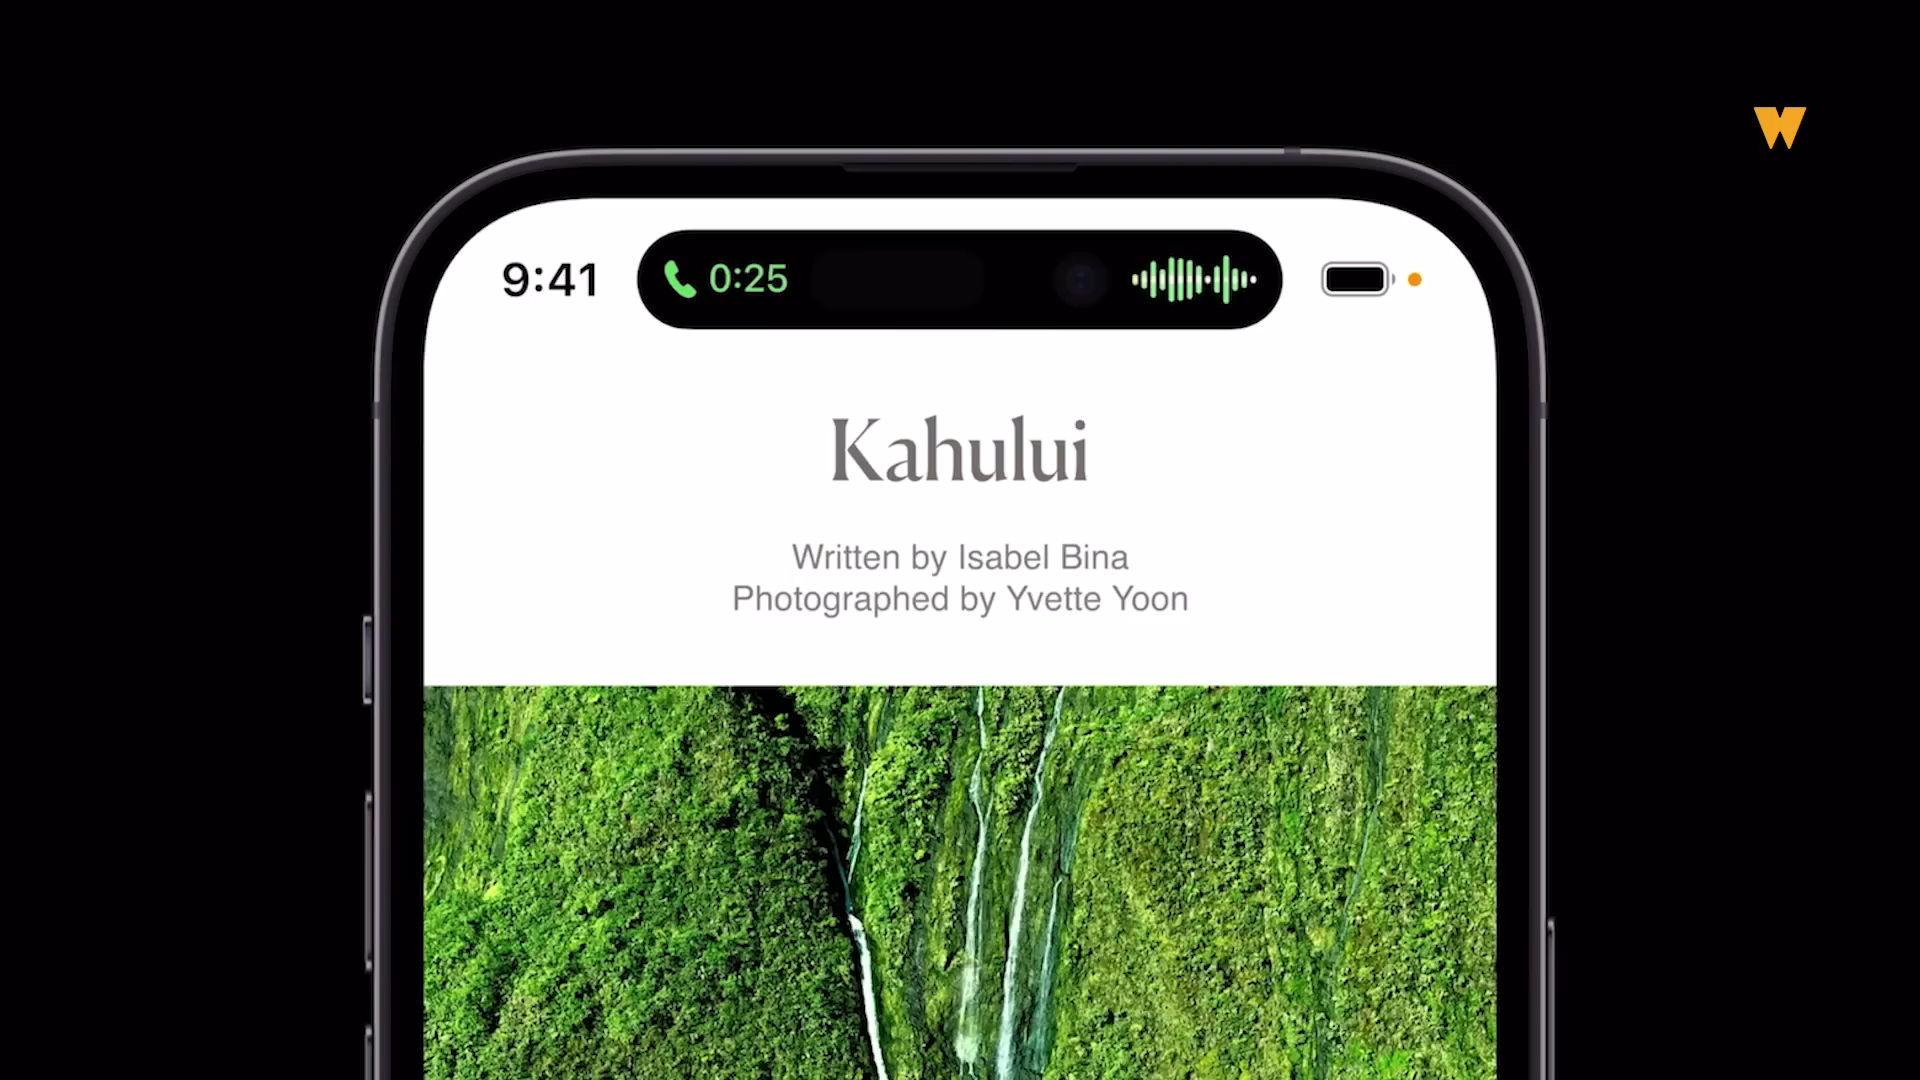 W
9:41
0:25
Kahului
Written by Isabel Bina
Photographed by Yvette Yoon